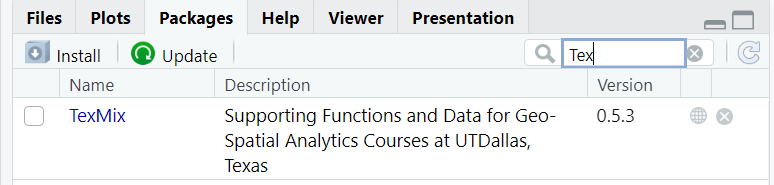 Files Plots Packages Help Viewer Presentation
Install Update Tex
Name Description Version
TexMix Supporting Functions and Data for Geo- 0.5.3
Spatial Analytics Courses at UTDallas,
Texas